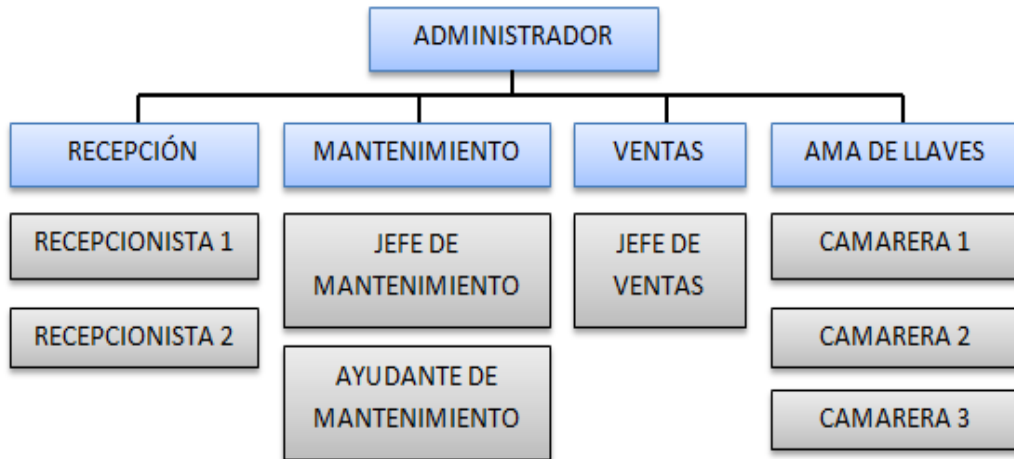 ADMINISTRADOR
RECEPCIÓN
MANTENIMIENTO
VENTAS
AMA DE LLAVES
RECEPCIONISTA 1
RECEPCIONISTA 2
JEFE DE
MANTENIMIENTO
AYUDANTE DE
MANTENIMIENTO
JEFE DE
VENTAS
CAMARERA 1
CAMARERA 2
CAMARERA 3